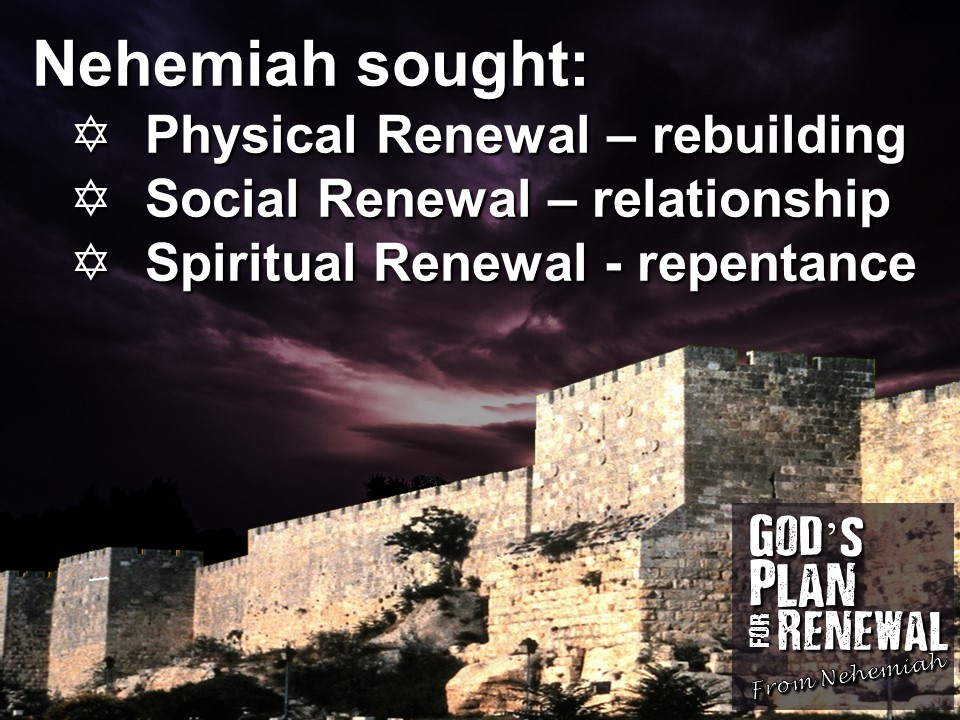 Nehemiah sought:
✡ Physical Renewal – rebuilding
✡ Social Renewal – relationship
✡ Spiritual Renewal - repentance
GOD'S
PLAN
FOR RENEWAL
From Nehemiah